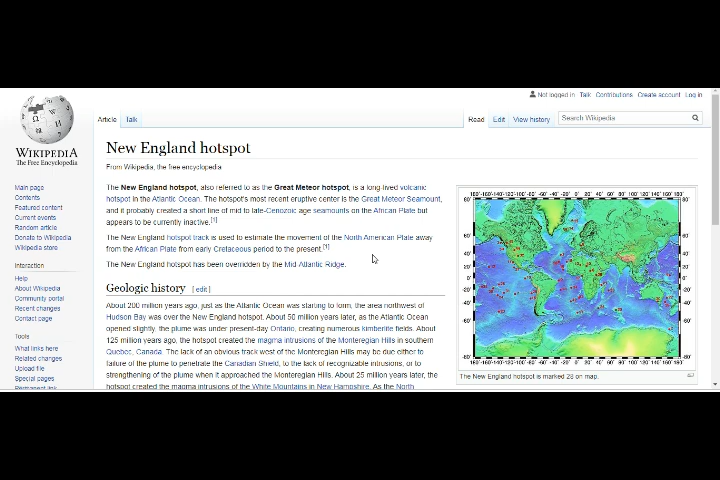 Not logged in Talk Contributions Create account Log in
Article Talk Read Edit View history Search Wikipedia
WIKIPEDIA
The Free Encyclopedia
Main page
Contents
Featured content
Current events
Random article
Donate to Wikipedia
Wikipedia store
Interaction
Help
About Wikipedia
Community portal
Recent changes
Contact page
Tools
What links here
Related changes
Upload file
Special pages
Permanent link
New England hotspot
From Wikipedia, the free encyclopedia
The New England hotspot, also referred to as the Great Meteor hotspot, is a long-lived volcanic
hotspot in the Atlantic Ocean. The hotspot's most recent eruptive center is the Great Meteor Seamount,
and it probably created a short line of mid to late-Cenozoic age seamounts on the African Plate but
appears to be currently inactive.[1]
The New England hotspot track is used to estimate the movement of the North American Plate away
from the African Plate from early Cretaceous period to the present.[1]
The New England hotspot has been overridden by the Mid Atlantic Ridge.
Geologic history [ edit ]
About 200 million years ago, just as the Atlantic Ocean was starting to form, the area northwest of
Hudson Bay was over the New England hotspot. About 50 million years later, as the Atlantic Ocean
opened slightly, the plume was under present-day Ontario, creating numerous kimberlite fields. About
125 million years ago, the hotspot created the magma intrusions of the Monteregian Hills in southern
Quebec, Canada. The lack of an obvious track west of the Monteregian Hills may be due either to
failure of the plume to penetrate the Canadian Shield, to the lack of recognizable intrusions, or to
strengthening of the plume when it approached the Monteregian Hills. About 25 million years later, the
hotspot created the magma intrusions of the White Mountains in New Hampshire. As the North
The New England hotspot is marked 28 on map.